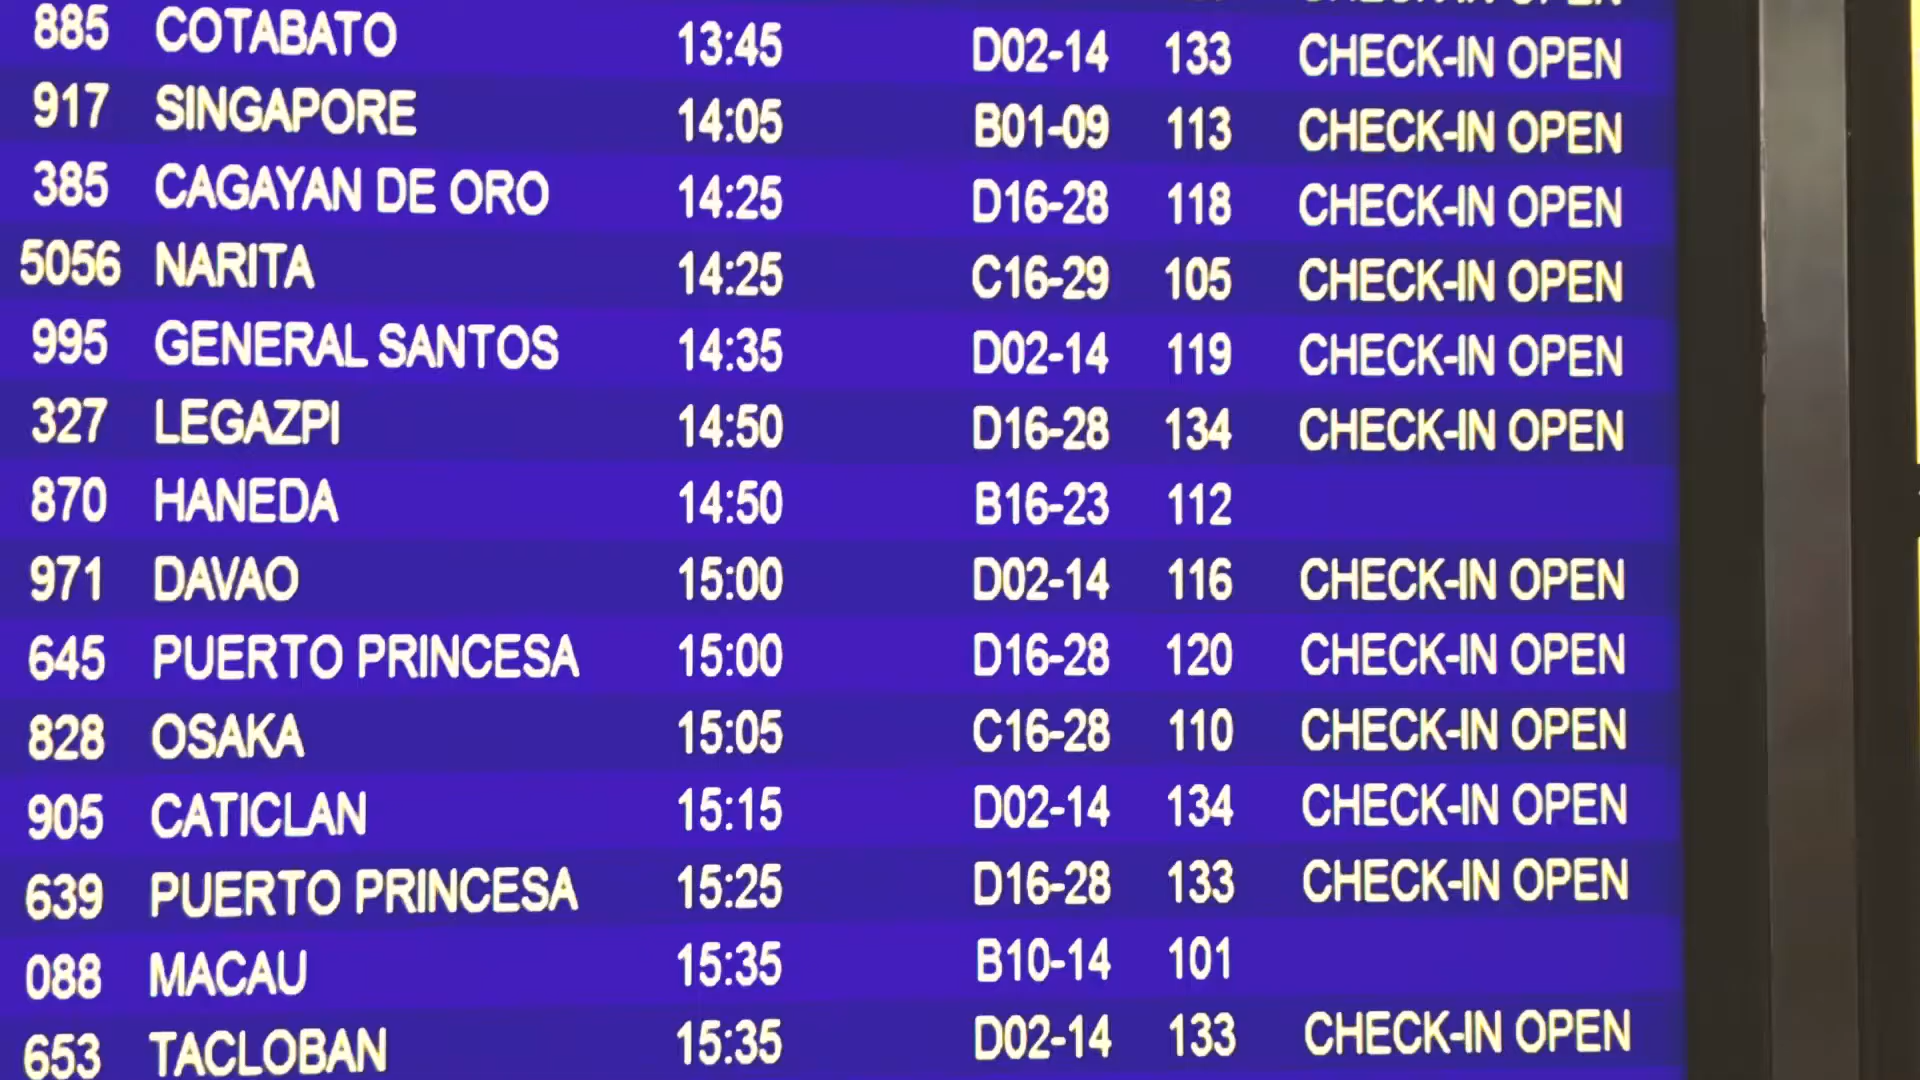 CHECK-IN OPEN
885 COTABATO 13:45 D02-14 133 CHECK-IN OPEN
917 SINGAPORE 14:05 B01-09 113 CHECK-IN OPEN
385 CAGAYAN DE ORO 14:25 D16-28 118 CHECK-IN OPEN
5056 NARITA 14:25 C16-29 105 CHECK-IN OPEN
995 GENERAL SANTOS 14:35 D02-14 119 CHECK-IN OPEN
327 LEGAZPI 14:50 D16-28 134 CHECK-IN OPEN
870 HANEDA 14:50 B16-23 112
971 DAVAO 15:00 D02-14 116 CHECK-IN OPEN
645 PUERTO PRINCESA 15:00 D16-28 120 CHECK-IN OPEN
828 OSAKA 15:05 C16-28 110 CHECK-IN OPEN
905 CATICLAN 15:15 D02-14 134 CHECK-IN OPEN
639 PUERTO PRINCESA 15:25 D16-28 133 CHECK-IN OPEN
088 MACAU 15:35 B10-14 101
653 TACLOBAN 15:35 D02-14 133 CHECK-IN OPEN